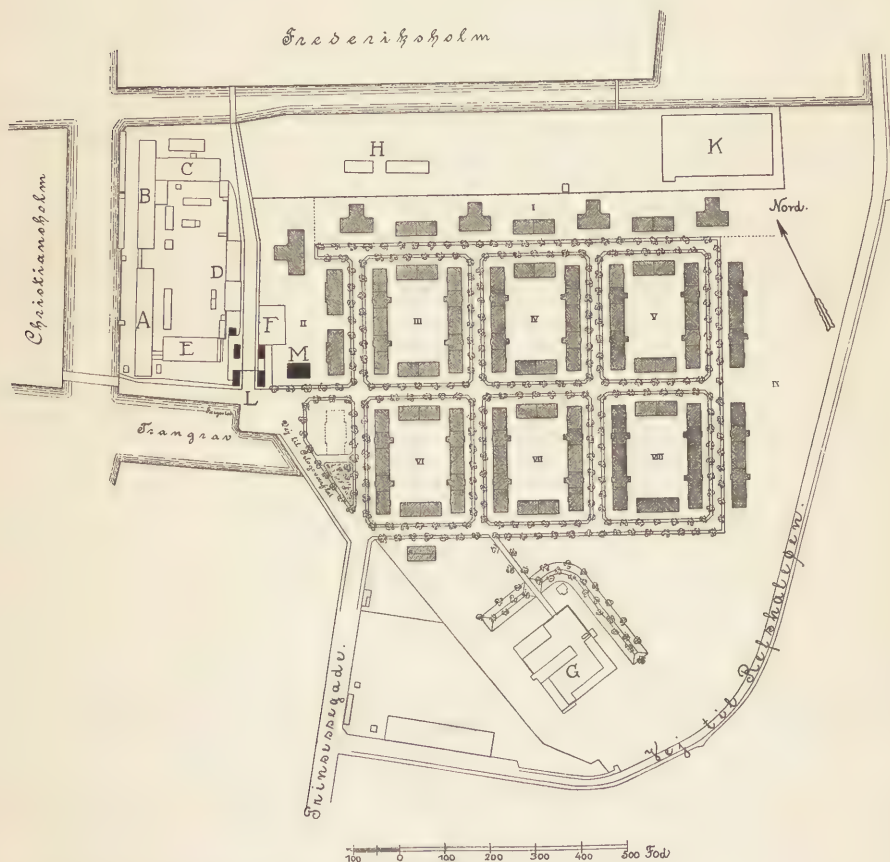 Frederiksholm
Christiansholm
H
K
C
B
I
Nord.
D
A
II
III
IV
V
F
E
M
IX
L
Trangrav
VI
VII
VIII
G
Prinsessegade.
Vej til Refshaleøen.
100 0 100 200 300 400 500 Fod